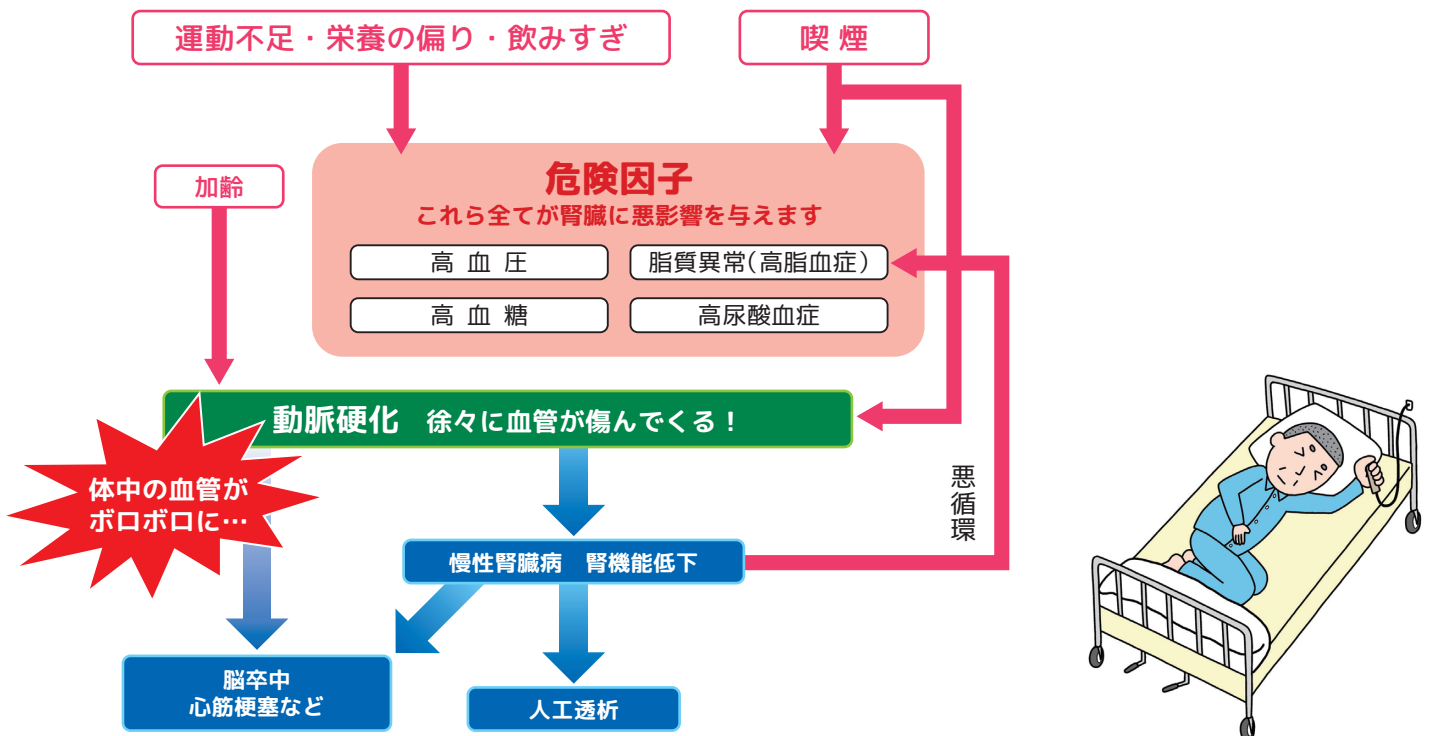 運動不足・栄養の偏り・飲みすぎ
喫 煙
加齢
危険因子
これら全てが腎臓に悪影響を与えます
高 血 圧
脂質異常(高脂血症)
高 血 糖
高尿酸血症
動脈硬化 徐々に血管が傷んでくる！
体中の血管が
ボロボロに…
悪循環
慢性腎臓病 腎機能低下
脳卒中
心筋梗塞など
人工透析